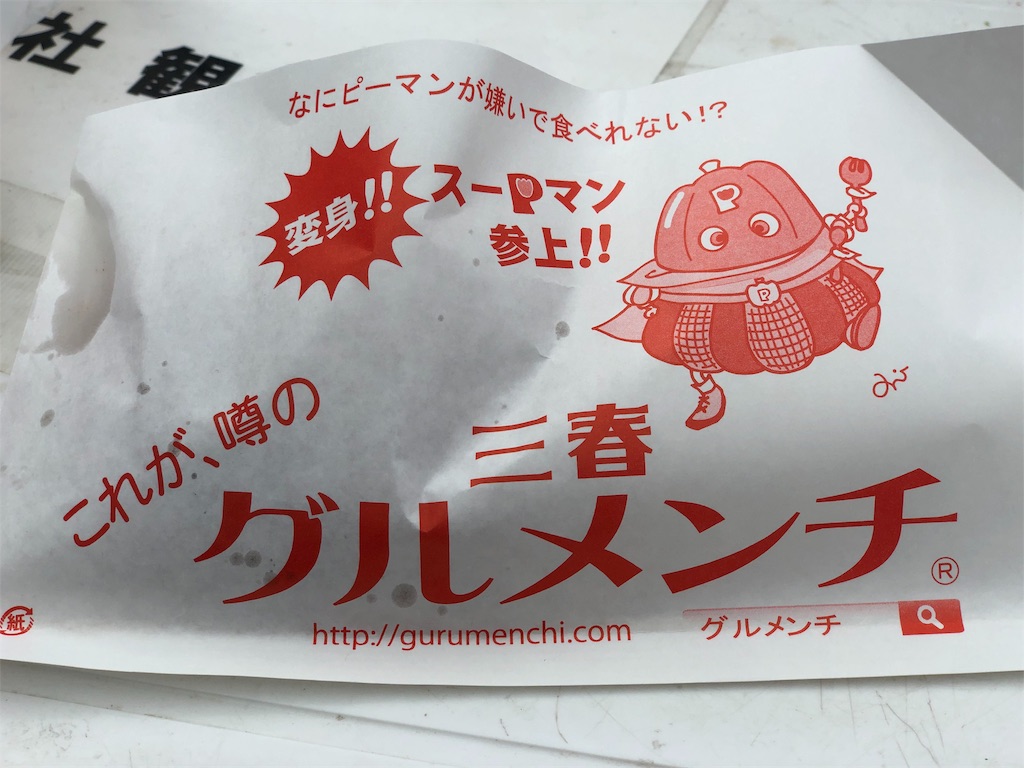 社 観
なにピーマンが嫌いで食べれない!?
変身!!
スーPマン
参上!!
P
P
これが、噂の
三春
グルメンチ®
http://gurumenchi.com
グルメンチ
紙